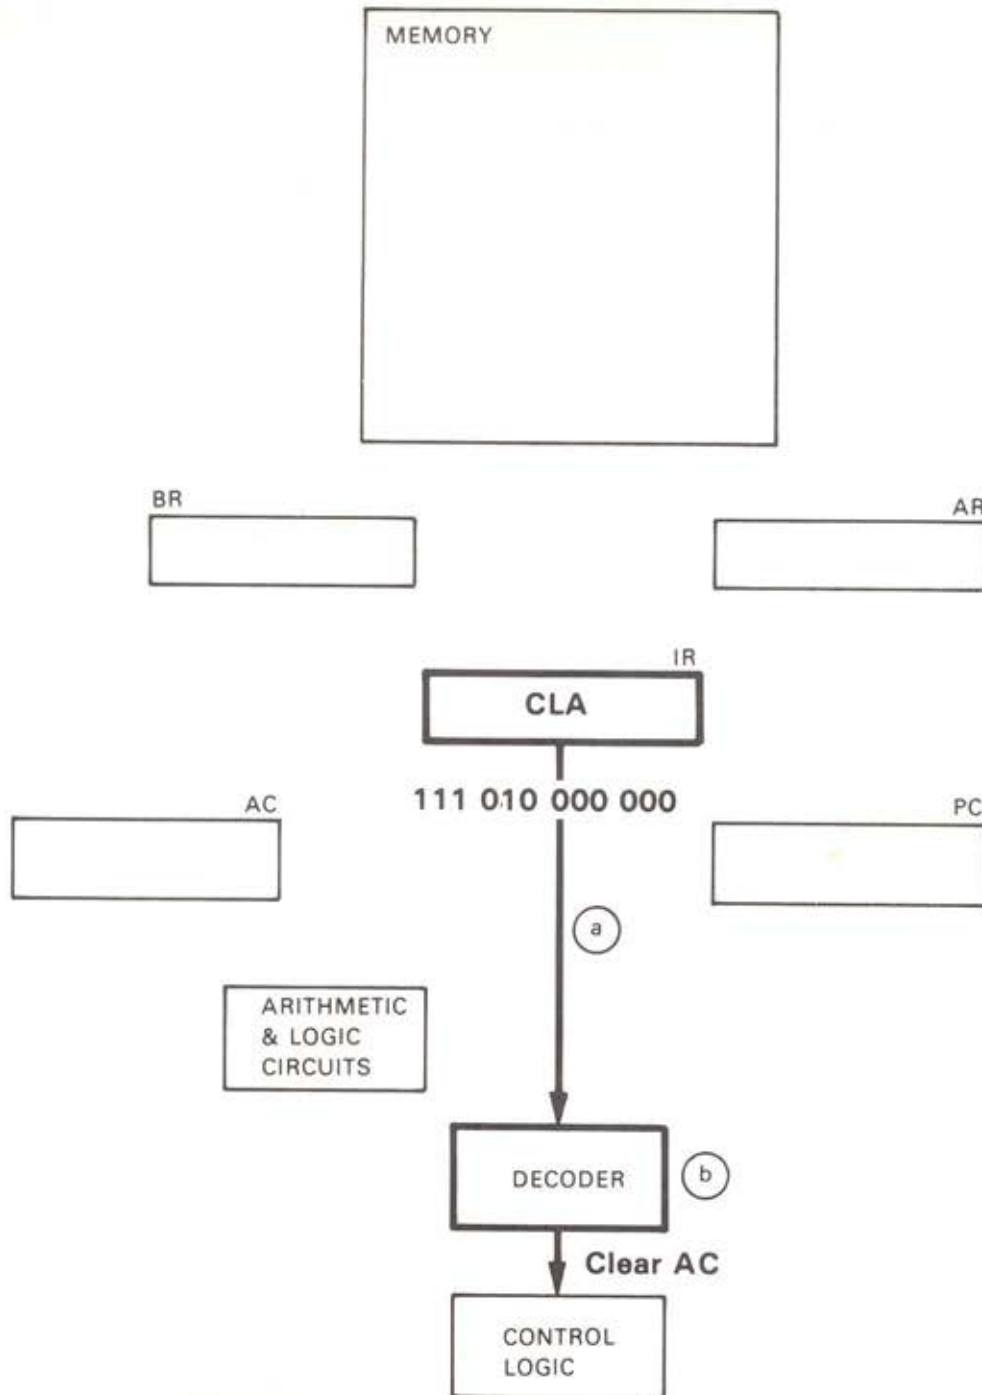 MEMORY
BR
AR
IR
CLA
111 010 000 000
AC
PC
a
ARITHMETIC
& LOGIC
CIRCUITS
DECODER
b
Clear AC
CONTROL
LOGIC